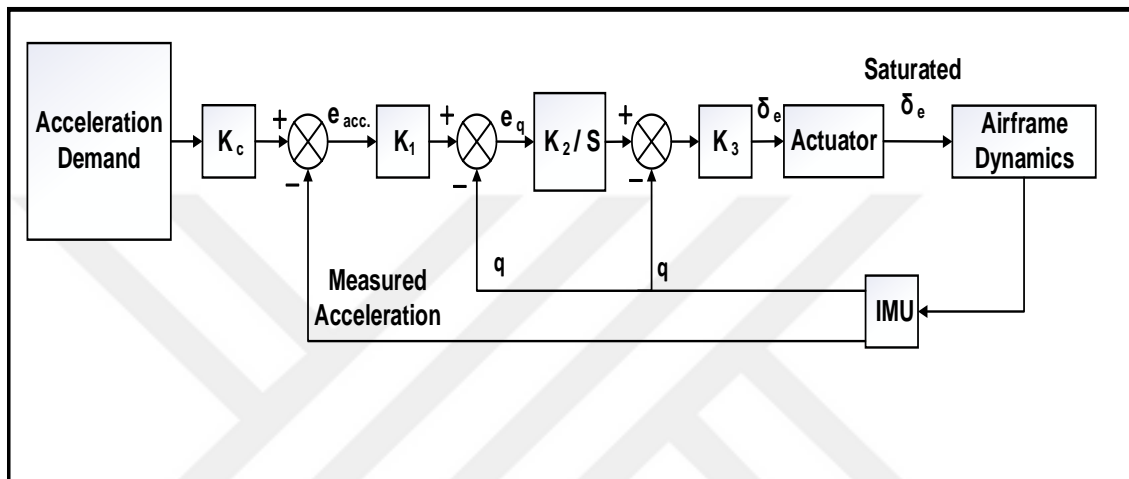 Acceleration
Demand
K c
+
−
e acc.
K 1
+
−
e q
K 2 / S
+
−
K 3
δ e
Actuator
Saturated
δ e
Airframe
Dynamics
q
q
Measured
Acceleration
IMU